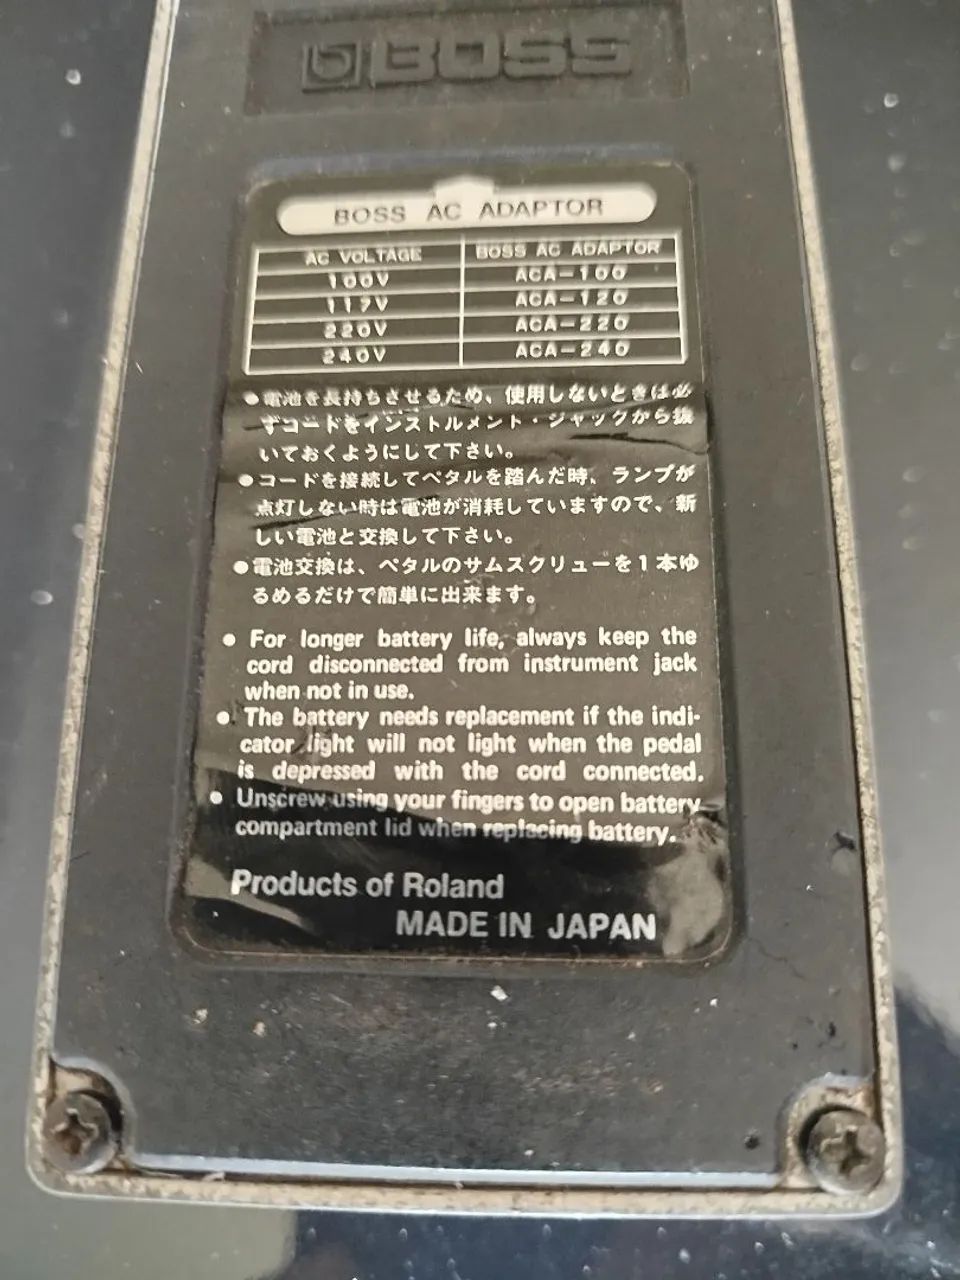 BOSS
BOSS AC ADAPTOR
AC VOLTAGE BOSS AC ADAPTOR
100V ACA-100
117V ACA-120
220V ACA-220
240V ACA-240
●電池を長持ちさせるため、使用しないときは必
ずコードをインストルメント・ジャックから抜
いておくようにして下さい。
●コードを接続してペタルを踏んだ時、ランプが
点灯しない時は電池が消耗していますので、新
しい電池と交換して下さい。
●電池交換は、ペタルのサムスクリューを1本ゆ
るめるだけで簡単に出来ます。
● For longer battery life, always keep the
cord disconnected from instrument jack
when not in use.
● The battery needs replacement if the indi-
cator light will not light when the pedal
is depressed with the cord connected.
● Unscrew using your fingers to open battery
compartment lid when replacing battery.
Products of Roland
MADE IN JAPAN